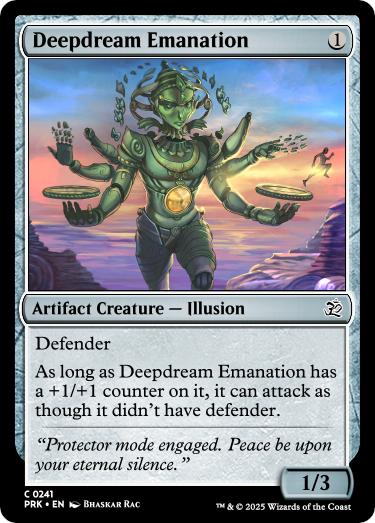 Deepdream Emanation 1
Artifact Creature — Illusion
Defender
As long as Deepdream Emanation has
a +1/+1 counter on it, it can attack as
though it didn't have defender.
“Protector mode engaged. Peace be upon
your eternal silence.”
1/3
C 0241
PRK • EN Bhaskar Rac
™ & © 2025 Wizards of the Coast